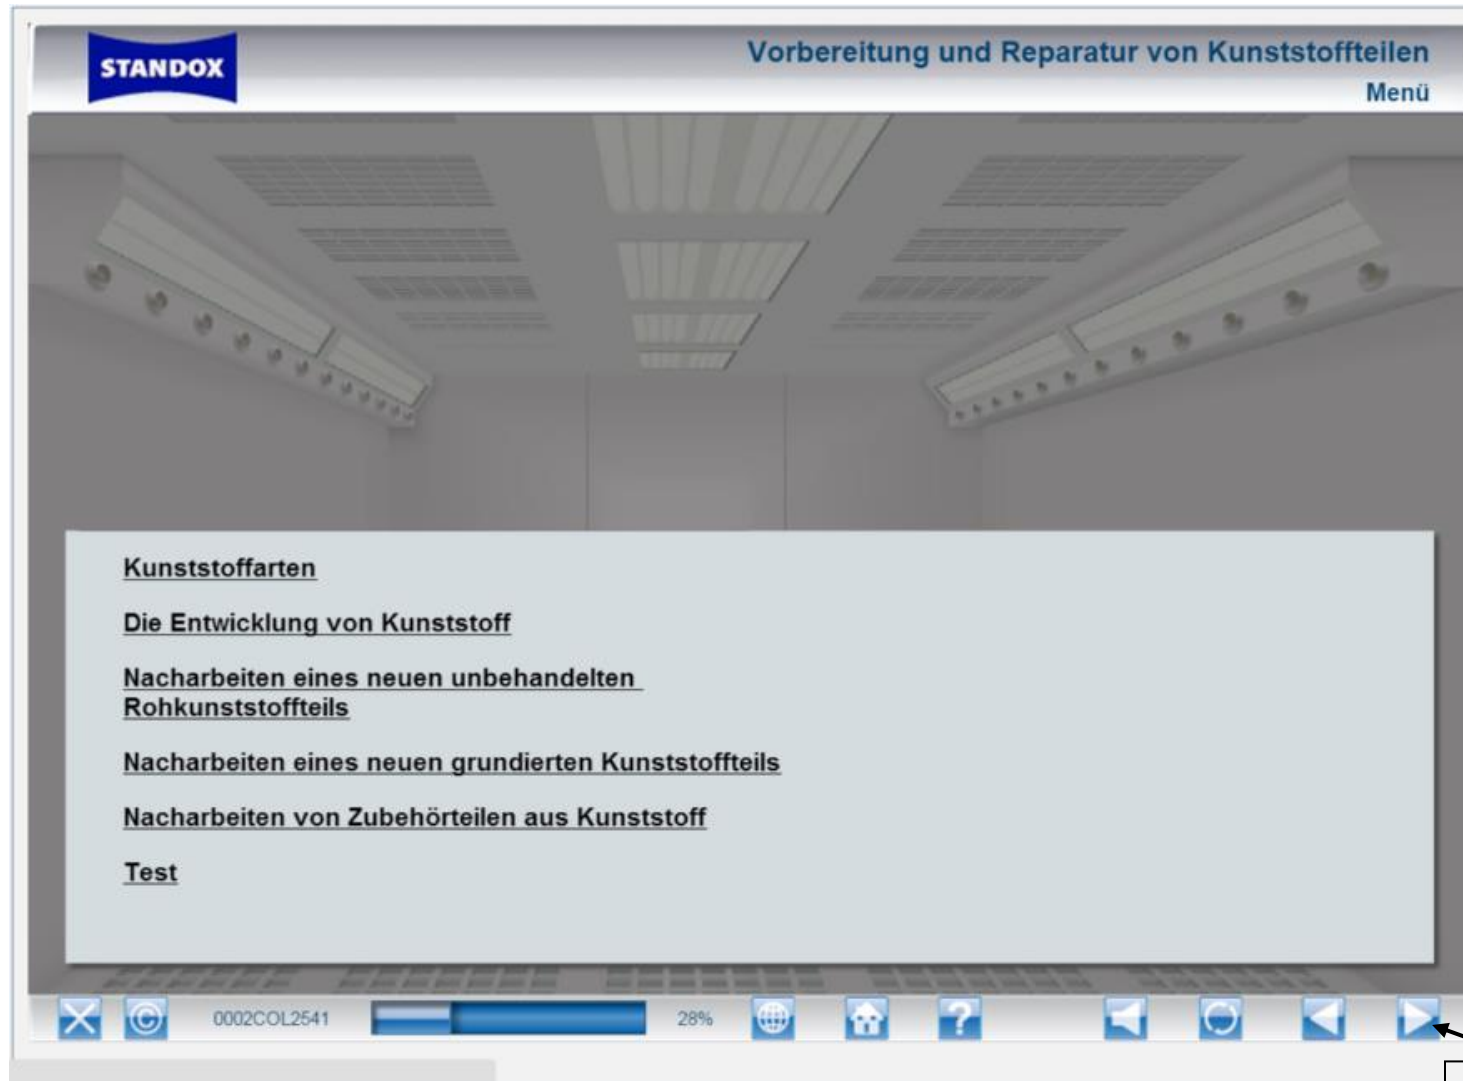 STANDOX
Vorbereitung und Reparatur von Kunststoffteilen
Menü
Kunststoffarten
Die Entwicklung von Kunststoff
Nacharbeiten eines neuen unbehandelten
Rohkunststoffteils
Nacharbeiten eines neuen grundierten Kunststoffteils
Nacharbeiten von Zubehörteilen aus Kunststoff
Test
© 0002COL2541 28% ?